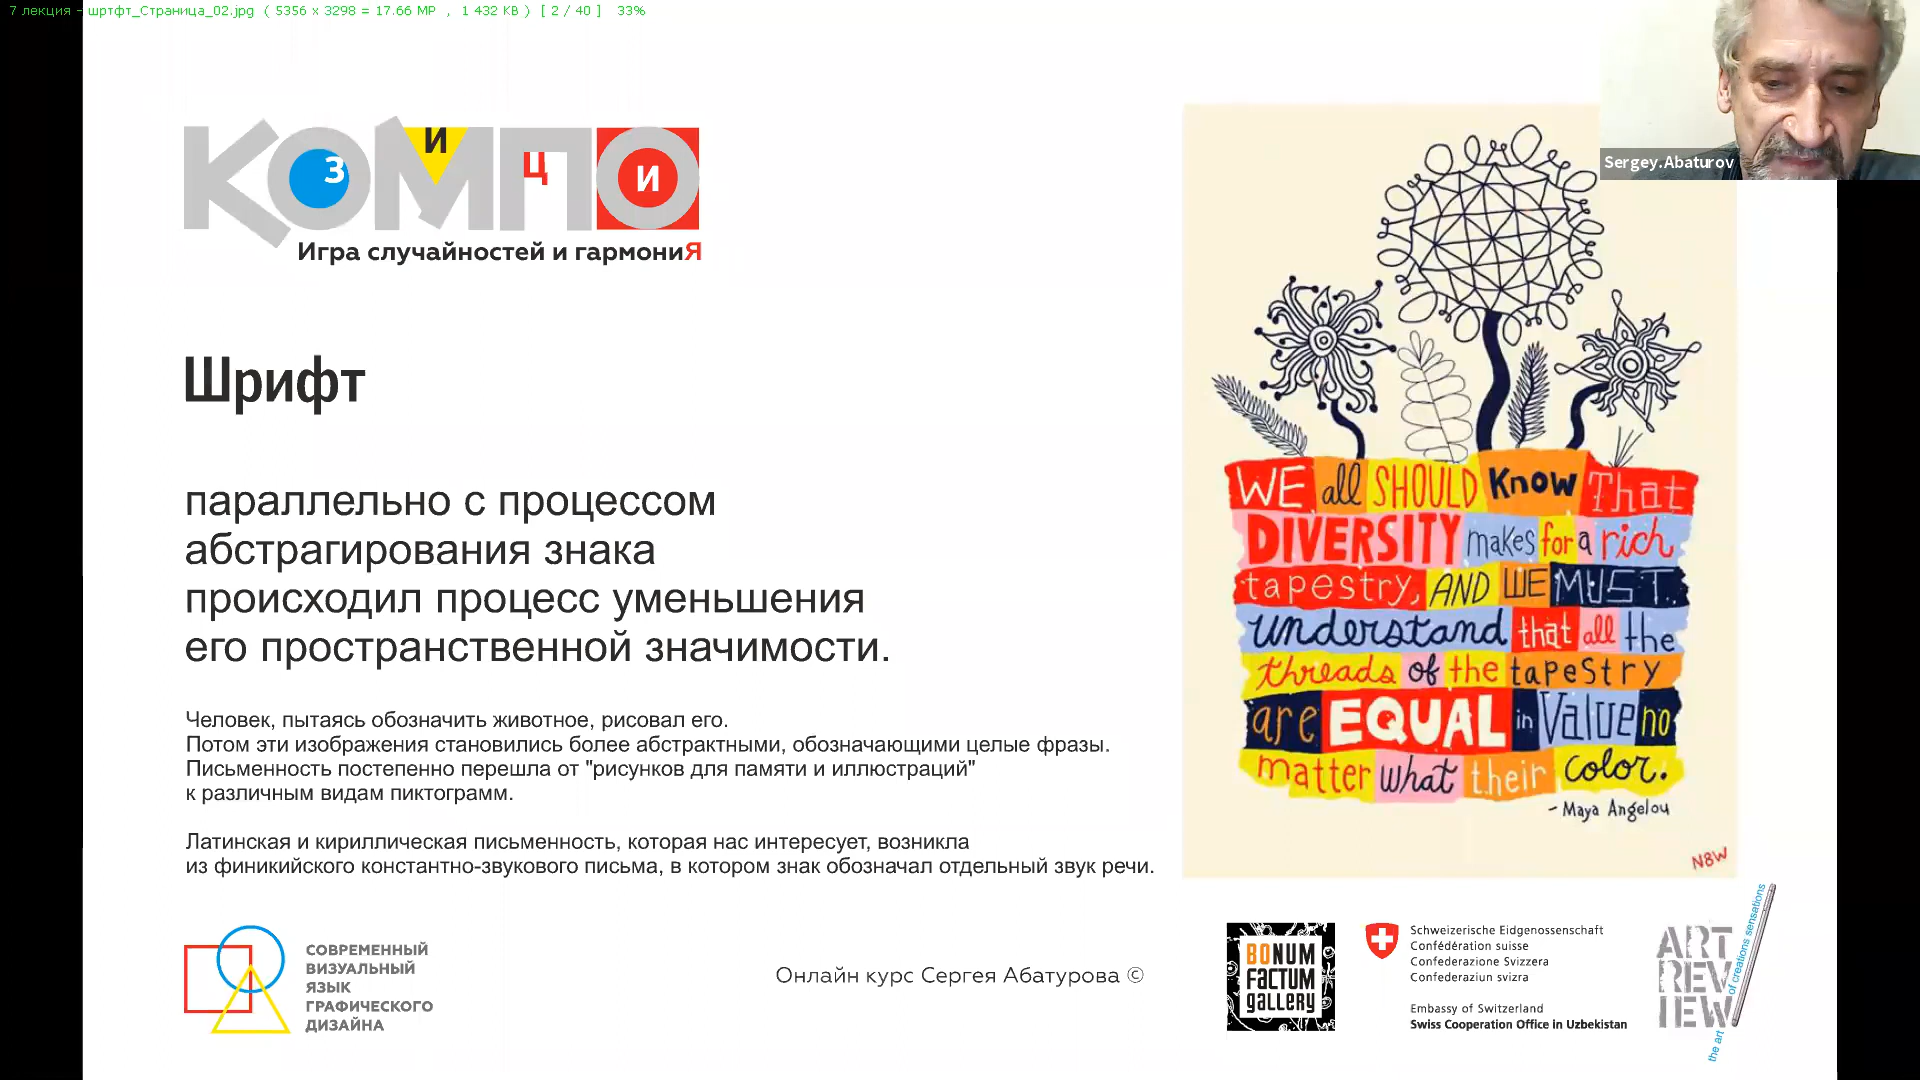 7 лекция - шртфт_Страница_02.jpg ( 5356 x 3298 = 17.66 MP , 1 432 KB ) [ 2 / 40 ] 33%
Sergey.Abaturov
КОМПО
ЗИЦИ
Игра случайностей и гармониЯ
Шрифт
параллельно с процессом
абстрагирования знака
происходил процесс уменьшения
его пространственной значимости.
Человек, пытаясь обозначить животное, рисовал его.
Потом эти изображения становились более абстрактными, обозначающими целые фразы.
Письменность постепенно перешла от "рисунков для памяти и иллюстраций"
к различным видам пиктограмм.
Латинская и кириллическая письменность, которая нас интересует, возникла
из финикийского константно-звукового письма, в котором знак обозначал отдельный звук речи.
WE all SHOULD Know That
DIVERSITY makes for a rich
tapestry, AND WE MUST
understand that all the
threads of the tapestry
are EQUAL in Value no
matter what their color.
- Maya Angelou
N8W
СОВРЕМЕННЫЙ
ВИЗУАЛЬНЫЙ
ЯЗЫК
ГРАФИЧЕСКОГО
ДИЗАЙНА
Онлайн курс Сергея Абатурова ©
BONUM
FACTUM
gallery
Schweizerische Eidgenossenschaft
Confédération suisse
Confederazione Svizzera
Confederaziun svizra
Embassy of Switzerland
Swiss Cooperation Office in Uzbekistan
ART
REV
IEW
the art of creations sensations